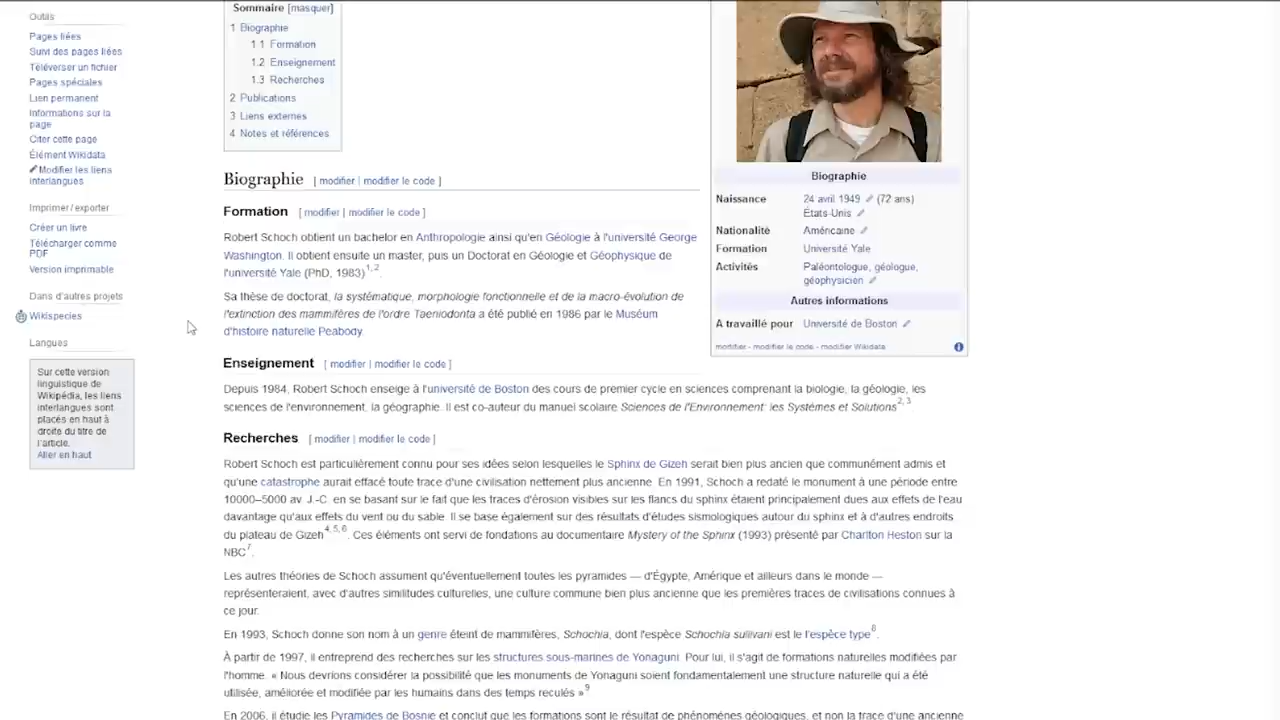 Outils
Pages liées
Suivi des pages liées
Téléverser un fichier
Pages spéciales
Lien permanent
Informations sur la
page
Citer cette page
Élément Wikidata
Modifier les liens
interlangues
Imprimer / exporter
Créer un livre
Télécharger comme
PDF
Version imprimable
Dans d'autres projets
Wikispecies
Langues
Sur cette version
linguistique de
Wikipédia, les liens
interlangues sont
placés en haut à
droite du titre de
l'article.
Aller en haut
Sommaire [masquer]
1 Biographie
1.1 Formation
1.2 Enseignement
1.3 Recherches
2 Publications
3 Liens externes
4 Notes et références
Biographie [ modifier | modifier le code ]
Formation [ modifier | modifier le code ]
Robert Schoch obtient un bachelor en Anthropologie ainsi qu'en Géologie à l'université George
Washington. Il obtient ensuite un master, puis un Doctorat en Géologie et Géophysique de
l'université Yale (PhD, 1983)1, 2.
Sa thèse de doctorat, la systématique, morphologie fonctionnelle et de la macro-évolution de
l'extinction des mammifères de l'ordre Taeniodonta a été publié en 1986 par le Muséum
d'histoire naturelle Peabody.
Enseignement [ modifier | modifier le code ]
Depuis 1984, Robert Schoch enseige à l'université de Boston des cours de premier cycle en sciences comprenant la biologie, la géologie, les
sciences de l'environnement, la géographie. Il est co-auteur du manuel scolaire Sciences de l'Environnement: les Systémes et Solutions2, 3.
Recherches [ modifier | modifier le code ]
Robert Schoch est particulièrement connu pour ses idées selon lesquelles le Sphinx de Gizeh serait bien plus ancien que communément admis et
qu'une catastrophe aurait effacé toute trace d'une civilisation nettement plus ancienne. En 1991, Schoch a redaté le monument à une période entre
10000–5000 av. J.-C. en se basant sur le fait que les traces d'érosion visibles sur les flancs du sphinx étaient principalement dues aux effets de l'eau
davantage qu'aux effets du vent ou du sable. Il se base également sur des résultats d'études sismologiques autour du sphinx et à d'autres endroits
du plateau de Gizeh4, 5, 6. Ces éléments ont servi de fondations au documentaire Mystery of the Sphinx (1993) présenté par Charlton Heston sur la
NBC7.
Les autres théories de Schoch assument qu'éventuellement toutes les pyramides — d'Égypte, Amérique et ailleurs dans le monde —
représenteraient, avec d'autres similitudes culturelles, une culture commune bien plus ancienne que les premières traces de civilisations connues à
ce jour.
En 1993, Schoch donne son nom à un genre éteint de mammifères, Schochia, dont l'espèce Schochia sullivani est le l'espèce type8.
À partir de 1997, il entreprend des recherches sur les structures sous-marines de Yonaguni. Pour lui, il s'agit de formations naturelles modifiées par
l'homme. « Nous devrions considérer la possibilité que les monuments de Yonaguni soient fondamentalement une structure naturelle qui a été
utilisée, améliorée et modifiée par les humains dans des temps reculés »9
En 2006, il étudie les Pyramides de Bosnie et conclut que les formations sont le résultat de phénomènes géologiques, et non la trace d'une ancienne
Biographie
Naissance 24 avril 1949 (72 ans)
États-Unis
Nationalité Américaine
Formation Université Yale
Activités Paléontologue, géologue,
géophysicien
Autres informations
A travaillé pour Université de Boston
modifier - modifier le code - modifier Wikidata